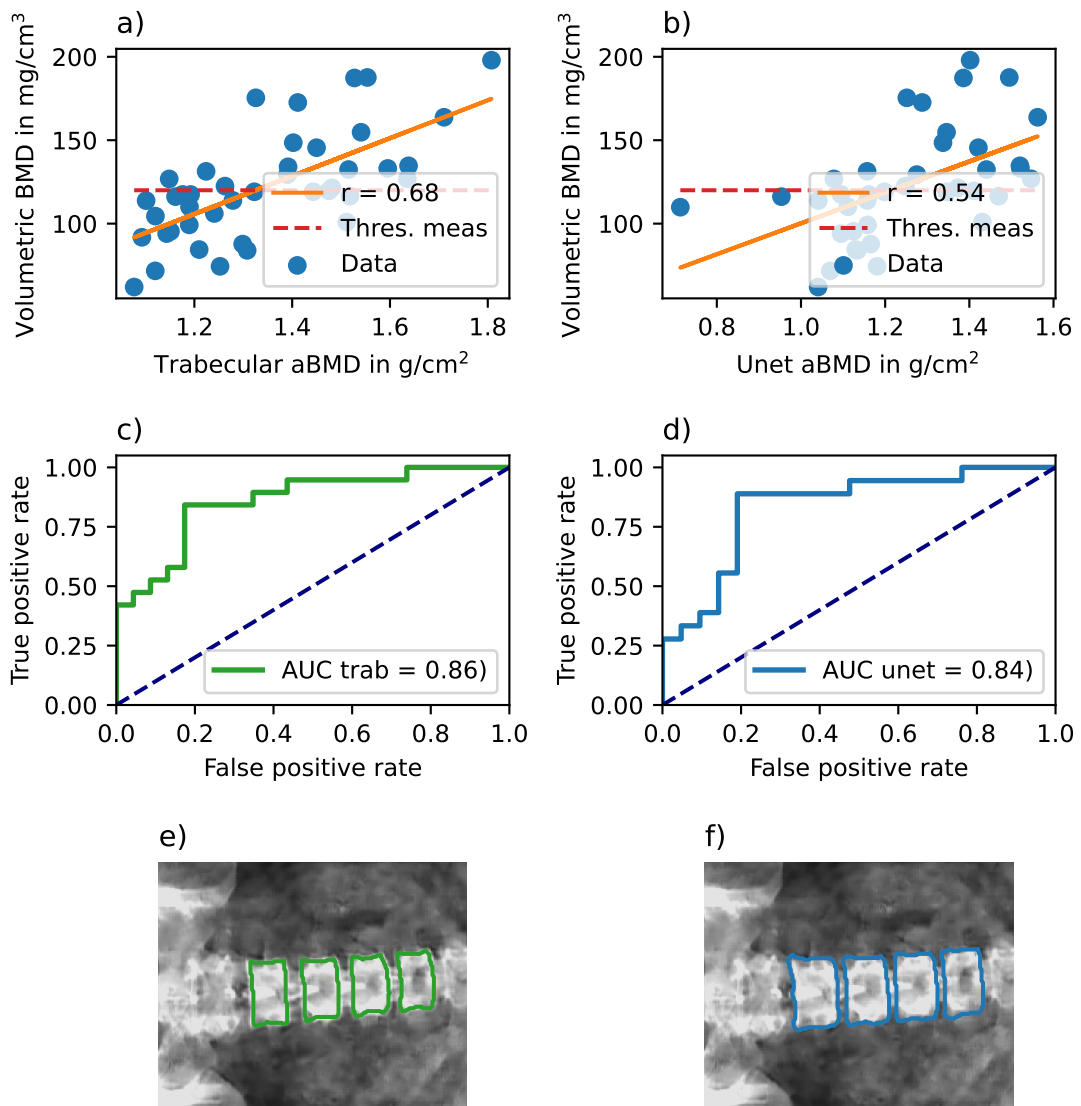 a)
Volumetric BMD in mg/cm³
200
150
100
r = 0.68
Thres. meas
Data
1.2
1.4
1.6
1.8
Trabecular aBMD in g/cm²
b)
Volumetric BMD in mg/cm³
200
150
100
r = 0.54
Thres. meas
Data
0.8
1.0
1.2
1.4
1.6
Unet aBMD in g/cm²
c)
True positive rate
1.00
0.75
0.50
0.25
0.00
AUC trab = 0.86)
0.0
0.2
0.4
0.6
0.8
1.0
False positive rate
d)
True positive rate
1.00
0.75
0.50
0.25
0.00
AUC unet = 0.84)
0.0
0.2
0.4
0.6
0.8
1.0
False positive rate
e)
f)